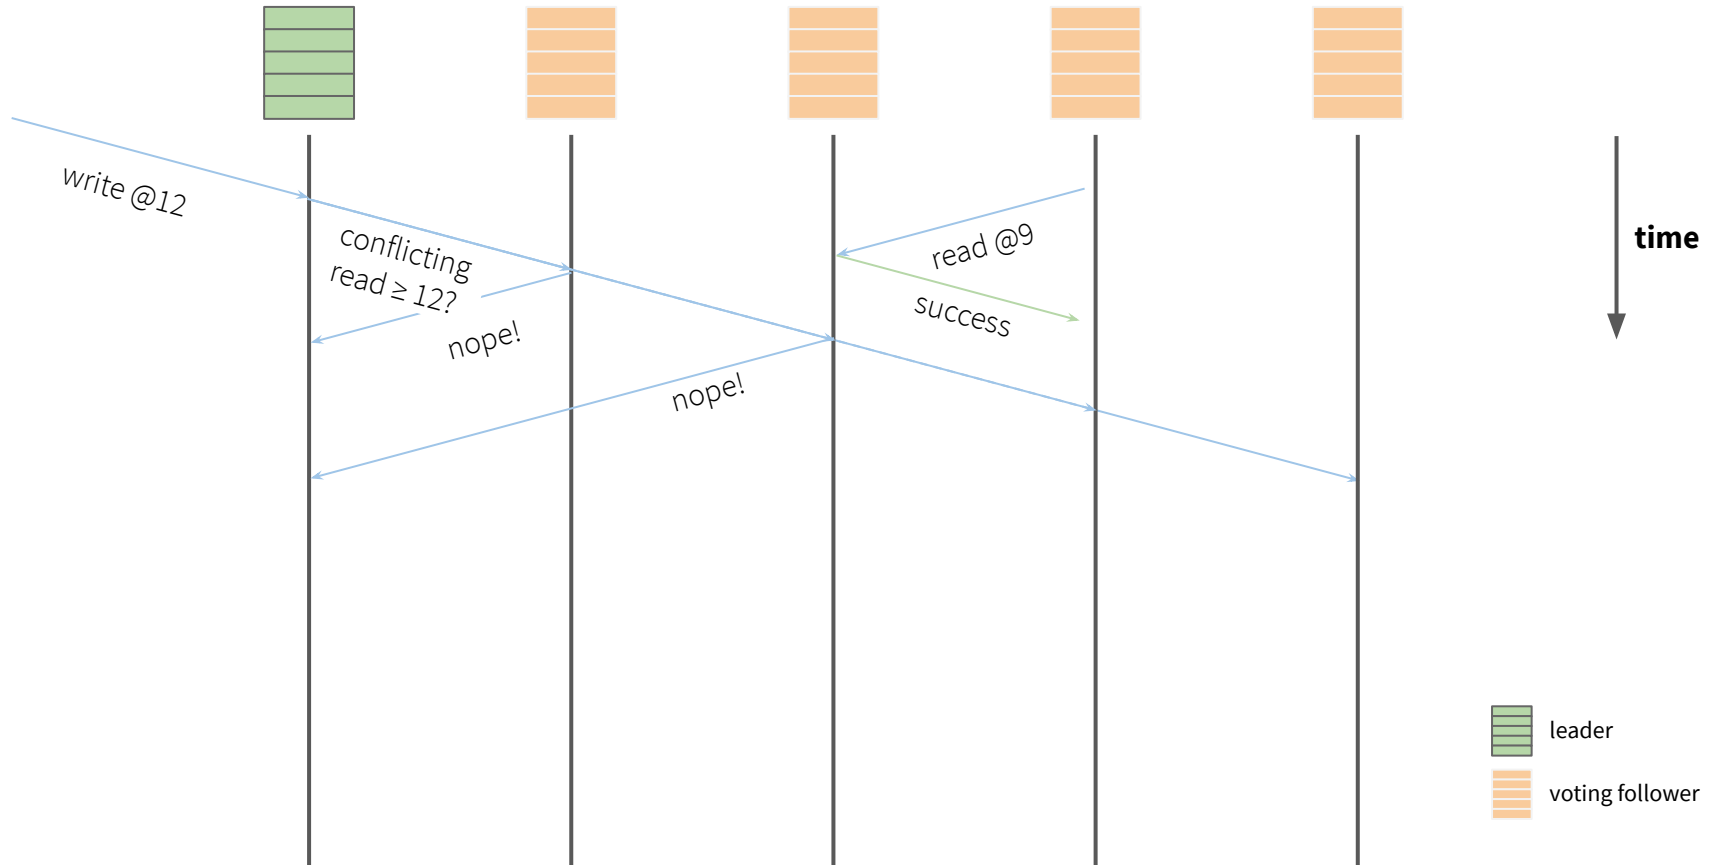 write @12
conflicting
read ≥ 12?
nope!
nope!
read @9
success
time
leader
voting follower